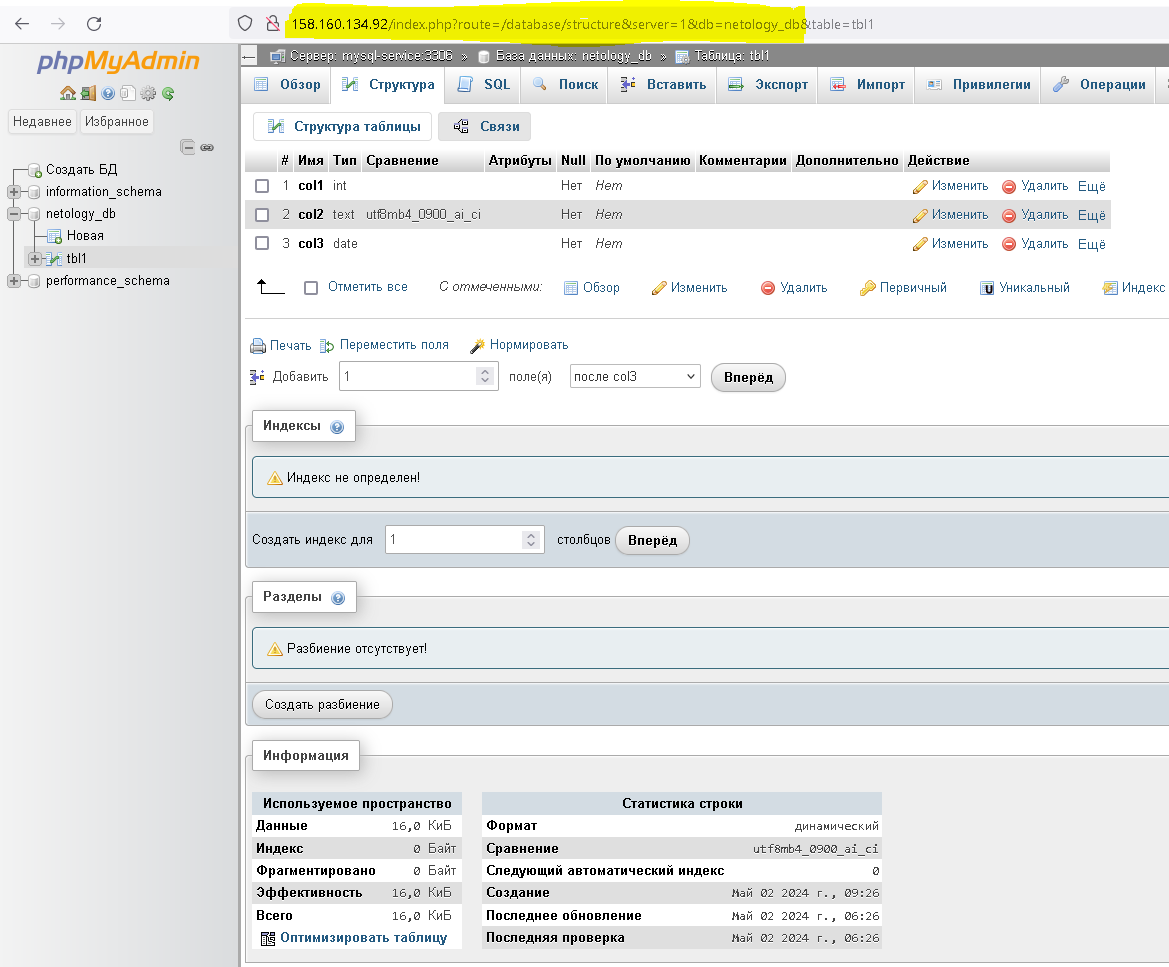 158.160.134.92/index.php?route=/database/structure&server=1&db=netology_db&table=tbl1
phpMyAdmin
Недавнее Избранное
Создать БД
information_schema
netology_db
Новая
tbl1
performance_schema
Сервер: mysql-service:3306 » База данных: netology_db » Таблица: tbl1
Обзор Структура SQL Поиск Вставить Экспорт Импорт Привилегии Операции
Структура таблицы Связи
# Имя Тип Сравнение Атрибуты Null По умолчанию Комментарии Дополнительно Действие
1 col1 int Нет Нет Изменить Удалить Ещё
2 col2 text utf8mb4_0900_ai_ci Нет Нет Изменить Удалить Ещё
3 col3 date Нет Нет Изменить Удалить Ещё
Отметить все С отмеченными: Обзор Изменить Удалить Первичный Уникальный Индекс
Печать Переместить поля Нормировать
Добавить 1 поле(я) после col3 Вперёд
Индексы
Индекс не определен!
Создать индекс для 1 столбцов Вперёд
Разделы
Разбиение отсутствует!
Создать разбиение
Информация
Используемое пространство
Данные 16,0 КиБ
Индекс 0 Байт
Фрагментировано 0 Байт
Эффективность 16,0 КиБ
Всего 16,0 КиБ
Оптимизировать таблицу
Статистика строки
Формат динамический
Сравнение utf8mb4_0900_ai_ci
Следующий автоматический индекс 0
Создание Май 02 2024 г., 09:26
Последнее обновление Май 02 2024 г., 06:26
Последняя проверка Май 02 2024 г., 06:26